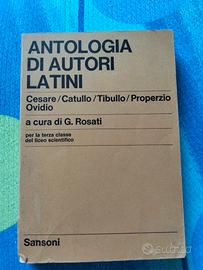 ANTOLOGIA
DI AUTORI
LATINI
Cesare/Catullo/Tibullo/Properzio
Ovidio
a cura di G. Rosati
per la terza classe
del liceo scientifico
Sansoni
subito.it